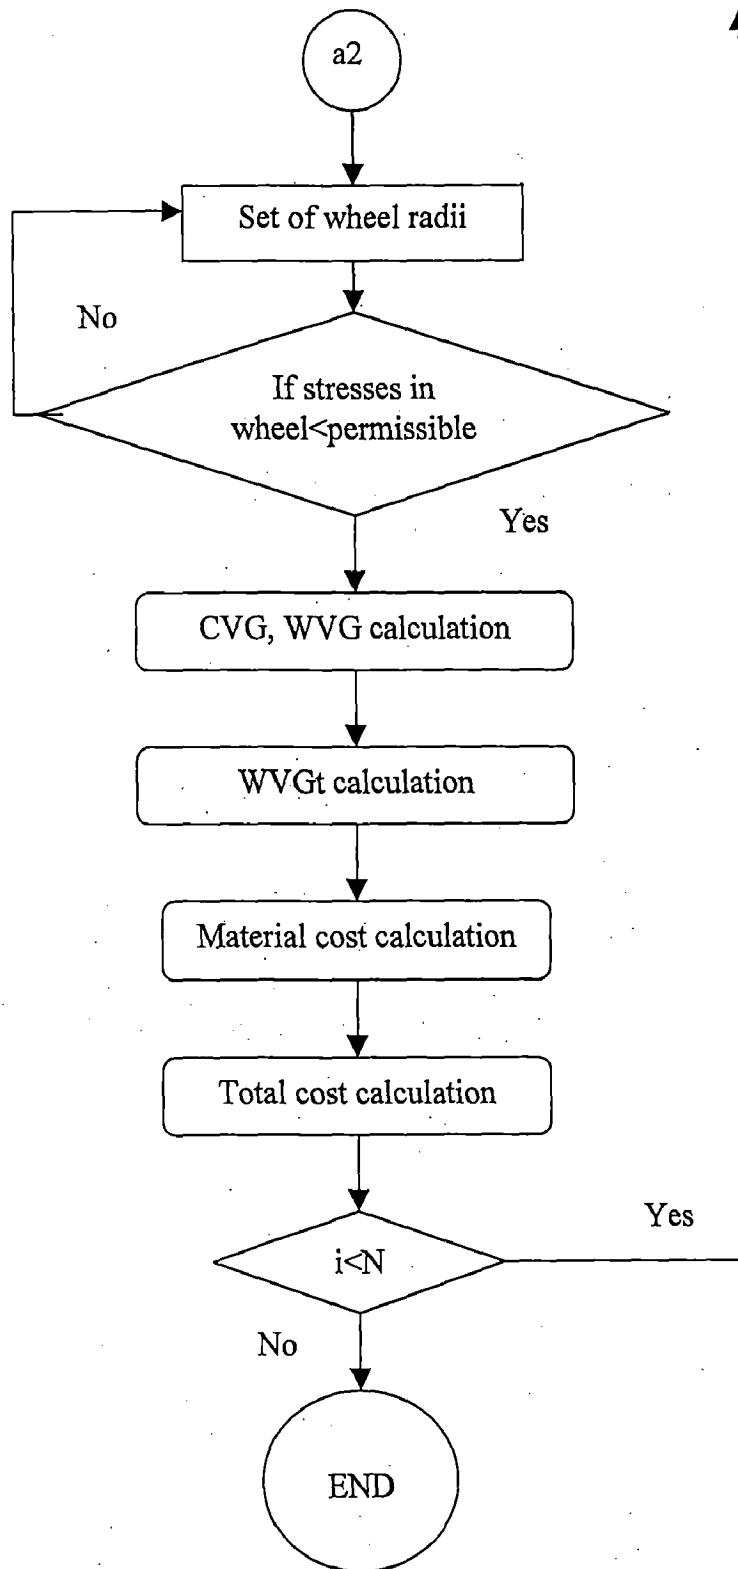 a2
Set of wheel radii
No
If stresses in
wheel<permissible
Yes
CVG, WVG calculation
WVGt calculation
Material cost calculation
Total cost calculation
Yes
i<N
No
END